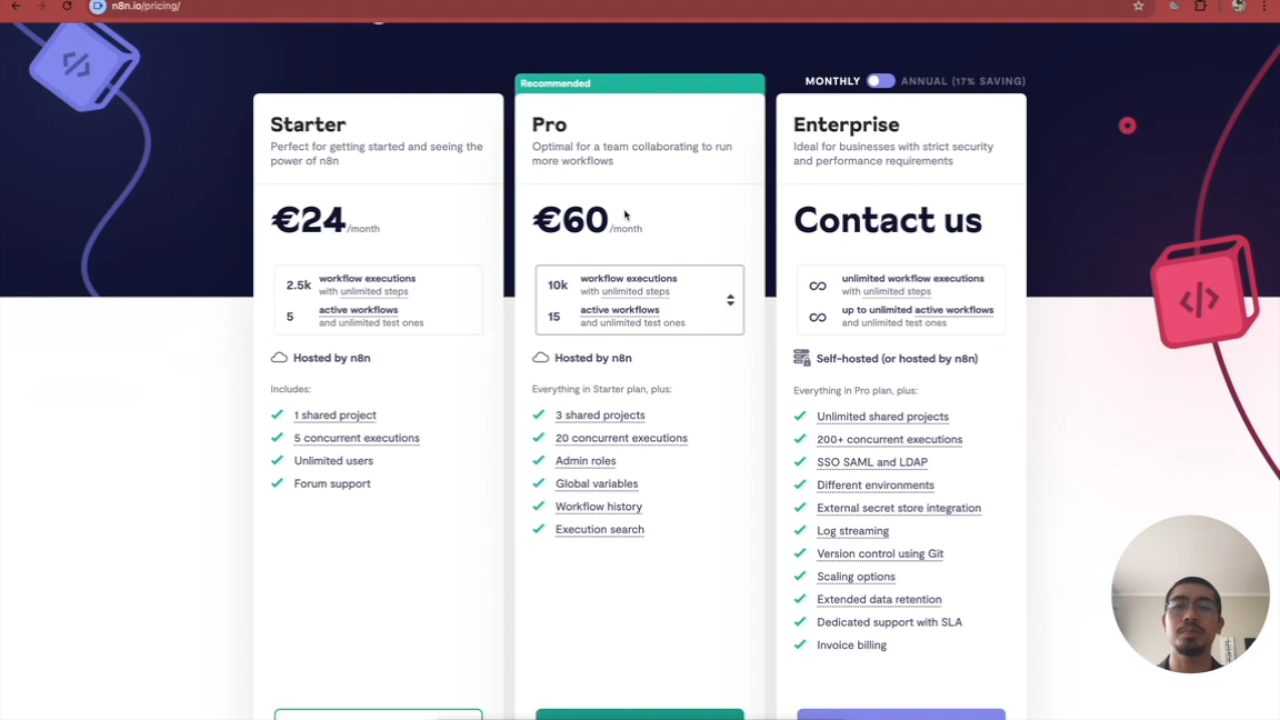 n8n.io/pricing/
MONTHLY ANNUAL (17% SAVING)
Starter
Perfect for getting started and seeing the
power of n8n
€24/month
2.5k workflow executions
with unlimited steps
5 active workflows
and unlimited test ones
Hosted by n8n
Includes:
1 shared project
5 concurrent executions
Unlimited users
Forum support
Recommended
Pro
Optimal for a team collaborating to run
more workflows
€60/month
10k workflow executions
with unlimited steps
15 active workflows
and unlimited test ones
Hosted by n8n
Everything in Starter plan, plus:
3 shared projects
20 concurrent executions
Admin roles
Global variables
Workflow history
Execution search
Enterprise
Ideal for businesses with strict security
and performance requirements
Contact us
∞ unlimited workflow executions
with unlimited steps
∞ up to unlimited active workflows
and unlimited test ones
Self-hosted (or hosted by n8n)
Everything in Pro plan, plus:
Unlimited shared projects
200+ concurrent executions
SSO SAML and LDAP
Different environments
External secret store integration
Log streaming
Version control using Git
Scaling options
Extended data retention
Dedicated support with SLA
Invoice billing